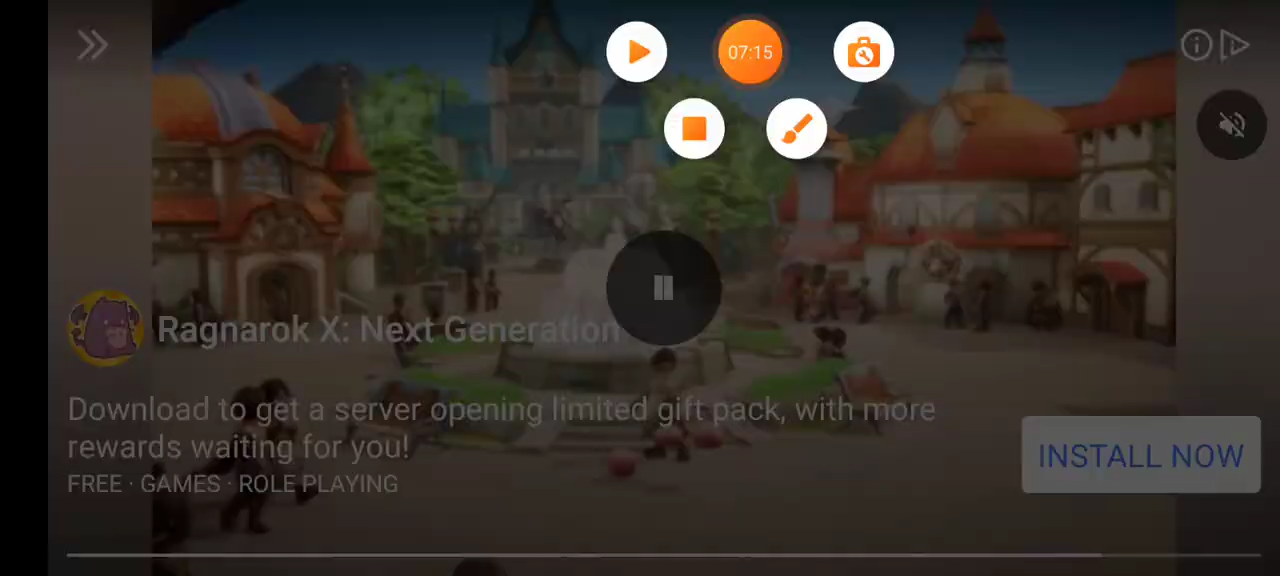 07:15
Ragnarok X: Next Generation
Download to get a server opening limited gift pack, with more
rewards waiting for you!
FREE · GAMES · ROLE PLAYING
INSTALL NOW